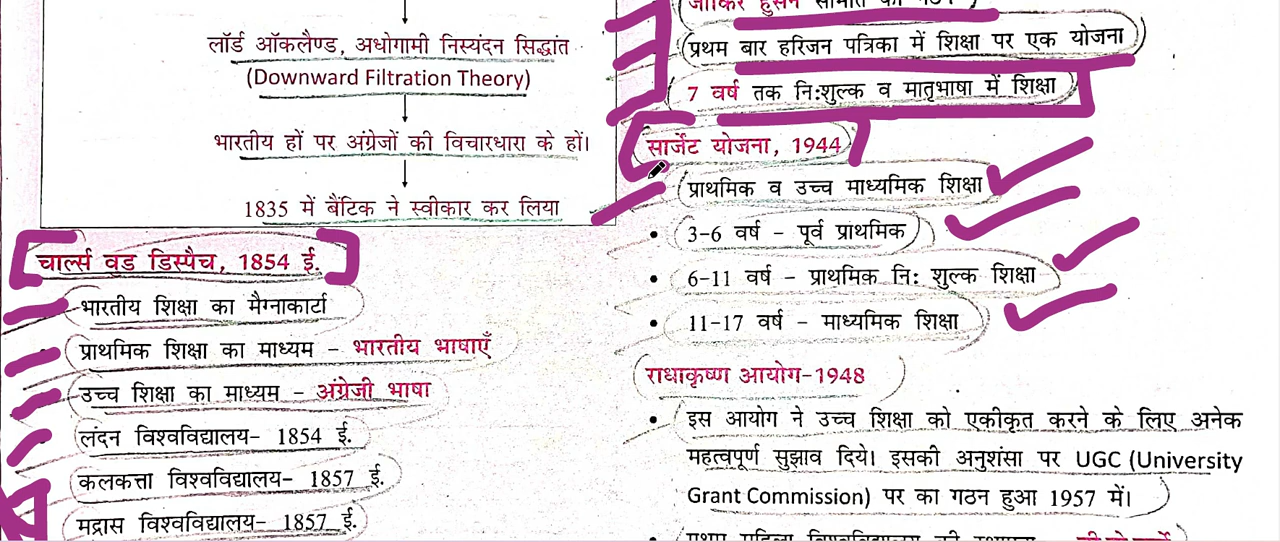 लॉर्ड ऑकलैण्ड, अधोगामी निस्यंदन सिद्धांत
(Downward Filtration Theory)
भारतीय हों पर अंग्रेजों की विचारधारा के हों।
1835 में बैंटिक ने स्वीकार कर लिया
चार्ल्स वुड डिस्पैच, 1854 ई.
भारतीय शिक्षा का मैग्नाकार्टा
प्राथमिक शिक्षा का माध्यम – भारतीय भाषाएँ
उच्च शिक्षा का माध्यम – अंग्रेजी भाषा
लंदन विश्वविद्यालय– 1854 ई.
कलकत्ता विश्वविद्यालय– 1857 ई.
मद्रास विश्वविद्यालय– 1857 ई.
जाकिर हुसैन समिति का
प्रथम बार हरिजन पत्रिका में शिक्षा पर एक योजना
7 वर्ष तक नि:शुल्क व मातृभाषा में शिक्षा
सार्जेंट योजना, 1944
प्राथमिक व उच्च माध्यमिक शिक्षा
• 3-6 वर्ष – पूर्व प्राथमिक
• 6-11 वर्ष – प्राथमिक नि: शुल्क शिक्षा
• 11-17 वर्ष – माध्यमिक शिक्षा
राधाकृष्ण आयोग-1948
• इस आयोग ने उच्च शिक्षा को एकीकृत करने के लिए अनेक
महत्वपूर्ण सुझाव दिये। इसकी अनुशंसा पर UGC (University
Grant Commission) पर का गठन हुआ 1957 में।